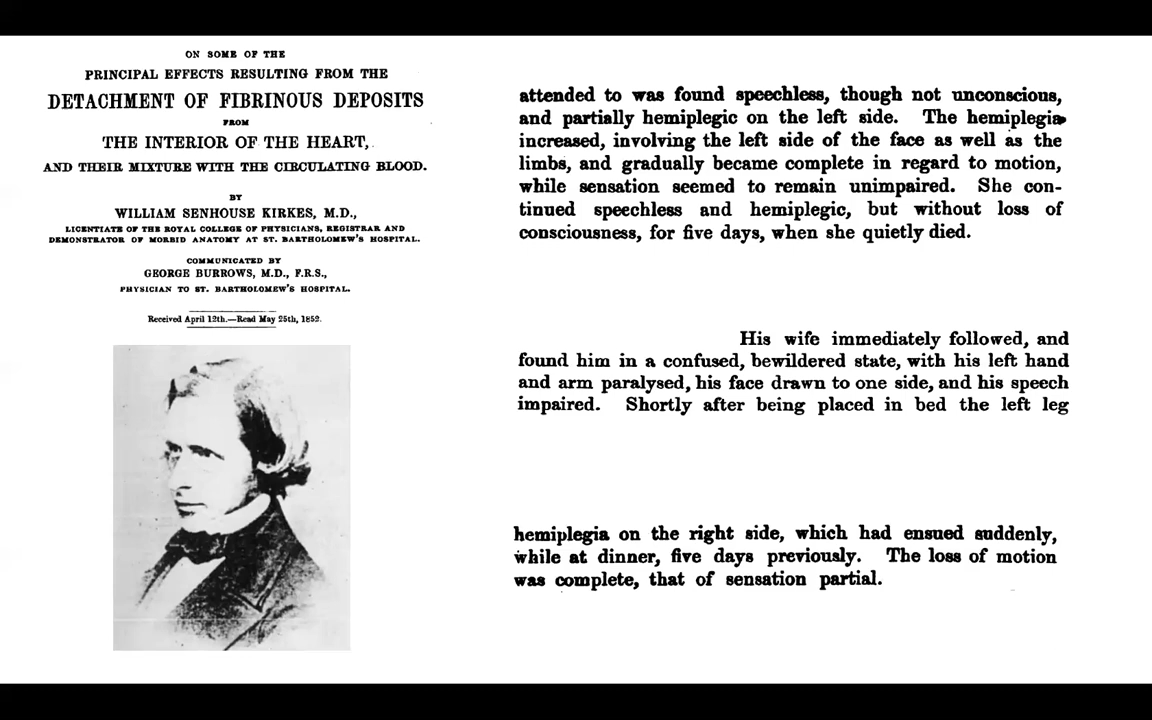 ON SOME OF THE
PRINCIPAL EFFECTS RESULTING FROM THE
DETACHMENT OF FIBRINOUS DEPOSITS
FROM
THE INTERIOR OF THE HEART,
AND THEIR MIXTURE WITH THE CIRCULATING BLOOD.
BY
WILLIAM SENHOUSE KIRKES, M.D.,
LICENTIATE OF THE ROYAL COLLEGE OF PHYSICIANS, REGISTRAR AND
DEMONSTRATOR OF MORBID ANATOMY AT ST. BARTHOLOMEW'S HOSPITAL.
COMMUNICATED BY
GEORGE BURROWS, M.D., F.R.S.,
PHYSICIAN TO ST. BARTHOLOMEW'S HOSPITAL.
Received April 12th.—Read May 25th, 1852.
attended to was found speechless, though not unconscious,
and partially hemiplegic on the left side. The hemiplegia
increased, involving the left side of the face as well as the
limbs, and gradually became complete in regard to motion,
while sensation seemed to remain unimpaired. She con-
tinued speechless and hemiplegic, but without loss of
consciousness, for five days, when she quietly died.
His wife immediately followed, and
found him in a confused, bewildered state, with his left hand
and arm paralysed, his face drawn to one side, and his speech
impaired. Shortly after being placed in bed the left leg
hemiplegia on the right side, which had ensued suddenly,
while at dinner, five days previously. The loss of motion
was complete, that of sensation partial.